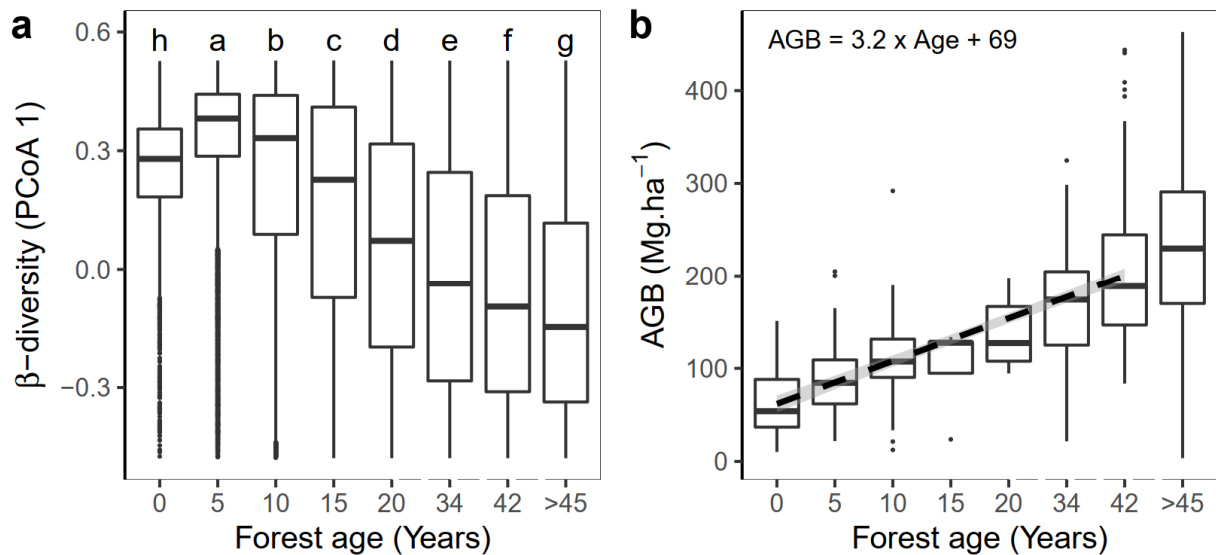 a
h a b c d e f g
β−diversity (PCoA 1)
0.6
0.3
0.0
−0.3
0 5 10 15 20 34 42 >45
Forest age (Years)
b
AGB = 3.2 x Age + 69
AGB (Mg.ha⁻¹)
400
300
200
100
0
0 5 10 15 20 34 42 >45
Forest age (Years)